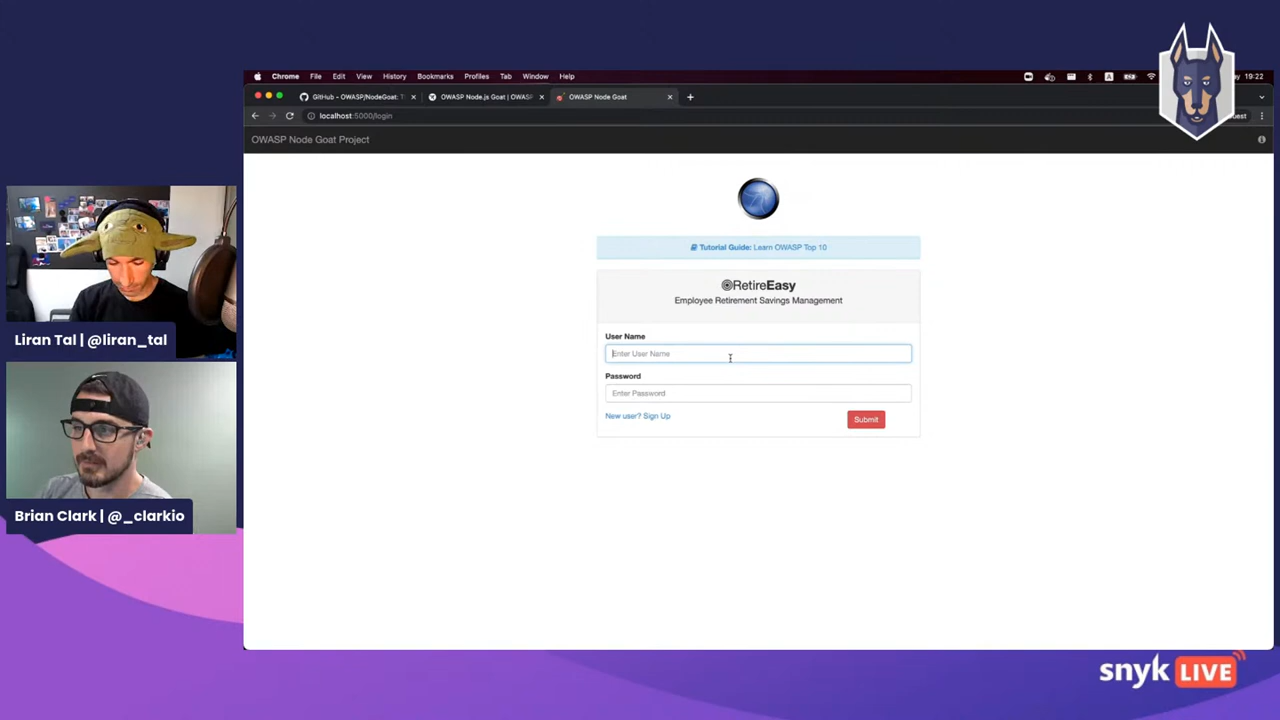 Chrome File Edit View History Bookmarks Profiles Tab Window Help
19:22
GitHub - OWASP/NodeGoat: T
OWASP Node.js Goat | OWASP
OWASP Node Goat
localhost:5000/login
OWASP Node Goat Project
Tutorial Guide: Learn OWASP Top 10
RetireEasy
Employee Retirement Savings Management
User Name
Enter User Name
Password
Enter Password
New user? Sign Up
Submit
Liran Tal | @liran_tal
Brian Clark | @_clarkio
snyk LIVE